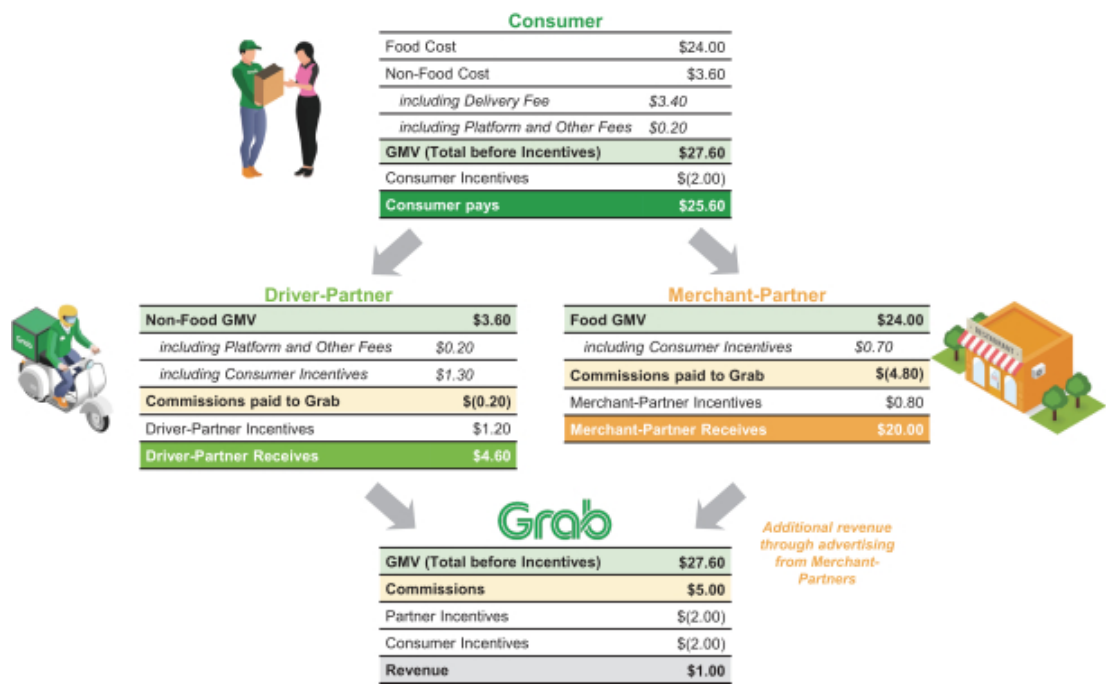 Consumer
Food Cost $24.00
Non-Food Cost $3.60
including Delivery Fee $3.40
including Platform and Other Fees $0.20
GMV (Total before Incentives) $27.60
Consumer Incentives $(2.00)
Consumer pays $25.60
Driver-Partner
Non-Food GMV $3.60
including Platform and Other Fees $0.20
including Consumer Incentives $1.30
Commissions paid to Grab $(0.20)
Driver-Partner Incentives $1.20
Driver-Partner Receives $4.60
Grab
Merchant-Partner
Food GMV $24.00
including Consumer Incentives $0.70
Commissions paid to Grab $(4.80)
Merchant-Partner Incentives $0.80
Merchant-Partner Receives $20.00
RESTAURANT
Grab
GMV (Total before Incentives) $27.60
Commissions $5.00
Partner Incentives $(2.00)
Consumer Incentives $(2.00)
Revenue $1.00
Additional revenue
through advertising
from Merchant-
Partners